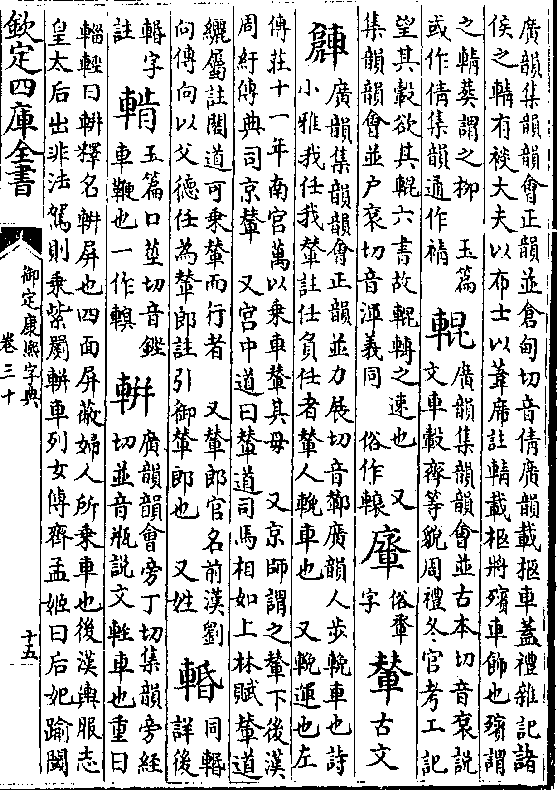 廣韻集韻韻會正韻並倉甸切音倩廣韻載柩車蓋禮雜記諸
侯之輤有裧大夫以布士以葦席註輤載柩將殯車飾也殯謂
之輤葬謂之柳 玉篇
或作倩集韻通作綪
輥
廣韻集韻韻會並古本切音袞說
文車轂齊等貌周禮冬官考工記
望其轂欲其輥六書故輥轉之速也 又
集韻韻會並戶袞切音渾義同 俗作轅
𨌰
俗輦
字
輦
古文
𨋢
廣韻集韻韻會正韻並力展切音鄻廣韻人步輓車也詩
小雅我任我輦註任負任者輦人輓車也 又輓運也左
傳莊十一年南宮萬以乘車輦其母 又京師謂之輦下後漢
周紆傳典司京輦 又宮中道曰輦道司馬相如上林賦輦道
纚屬註閣道可乘輦而行者 又輦郎官名前漢劉
向傳向以父德任為輦郎註引御輦郎也 又姓
輽
同輺
詳後
輺字
註
䡰
玉篇口莖切音鏗
車鞭也一作䡩
軿
廣韻韻會旁丁切集韻旁經
切並音瓶說文輕車也重曰
輜輕曰軿釋名軿屏也四面屏蔽婦人所乘車也後漢輿服志
皇太后出非法駕則乘紫罽軿車列女傳齊孟姬曰后妃踰閾
欽定四庫全書
御定康熙字典
卷三十
十五